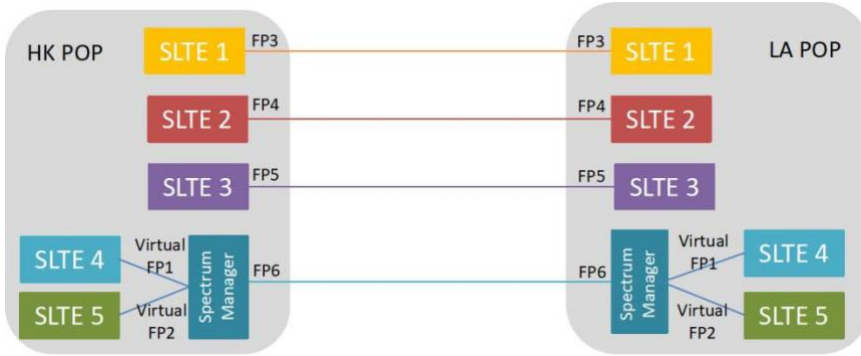 HK POP
SLTE 1
FP3
FP3
SLTE 1
LA POP
SLTE 2
FP4
FP4
SLTE 2
SLTE 3
FP5
FP5
SLTE 3
SLTE 4
Virtual
FP1
SLTE 5
Virtual
FP2
Spectrum
Manager
FP6
FP6
Spectrum
Manager
Virtual
FP1
SLTE 4
Virtual
FP2
SLTE 5